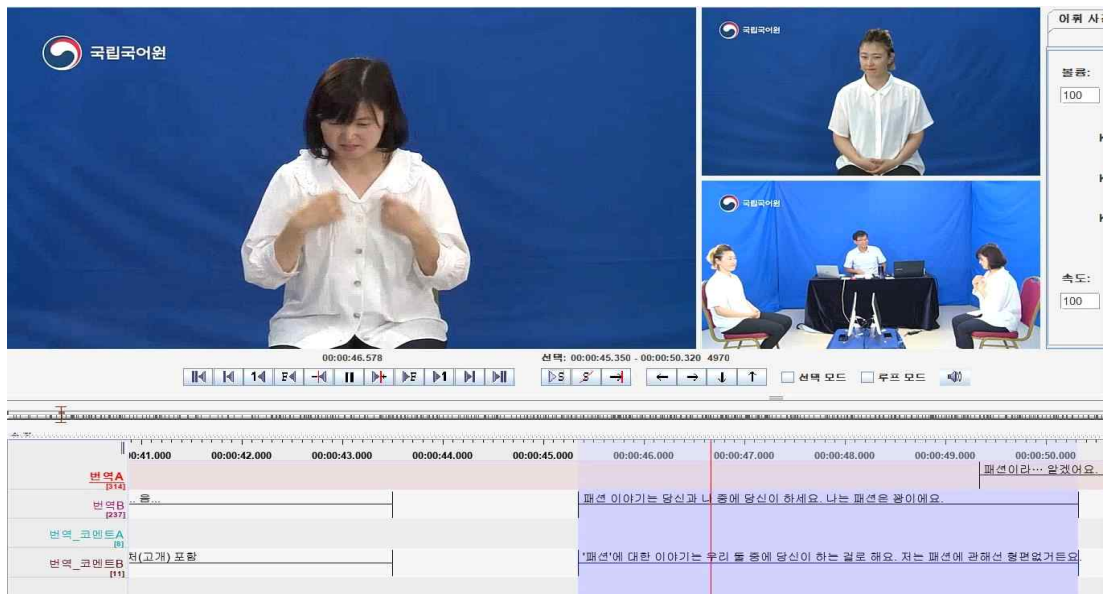 국립국어원
국립국어원
국립국어원
어휘 사
볼륨:
100
속도:
100
00:00:46.578
선택: 00:00:45.350 - 00:00:50.320 4970
선택 모드
루프 모드
00:41.000 00:00:42.000 00:00:43.000 00:00:44.000 00:00:45.000 00:00:46.000 00:00:47.000 00:00:48.000 00:00:49.000 00:00:50.000
번역A
[314]
패션이라… 알겠어요.
번역B
[237]
.. 음...
패션 이야기는 당신과 나 중에 당신이 하세요. 나는 패션은 꽝이에요.
번역_코멘트A
[6]
번역_코멘트B
[11]
처(고개) 포함
'패션'에 대한 이야기는 우리 둘 중에 당신이 하는 걸로 해요. 저는 패션에 관해선 형편없거든요.